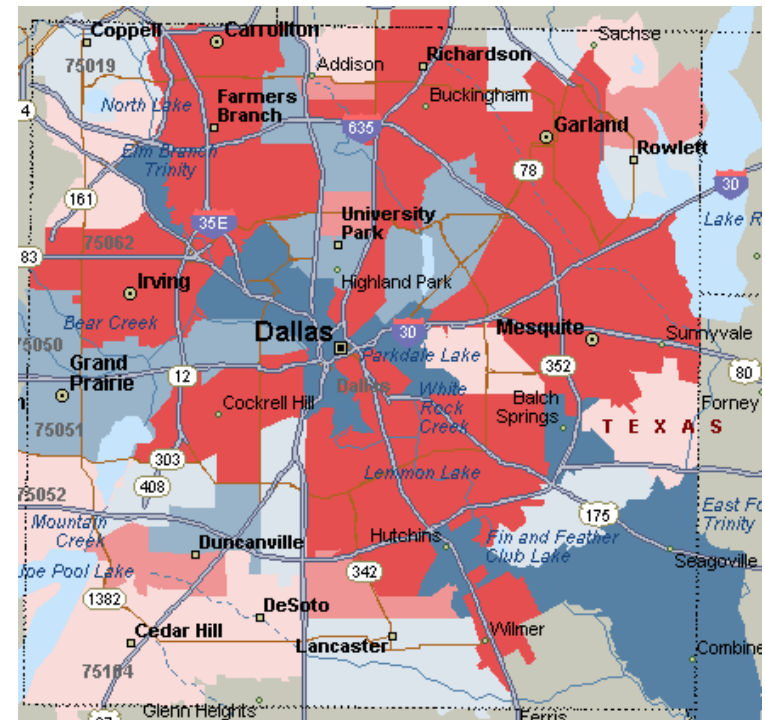 Coppell
Carrollton
Sachse
75019
Addison
Richardson
North Lake
Farmers
Branch
Buckingham
4
635
Garland
Elm Branch
Trinity
78
Rowlett
161
30
35E
University
Park
Lake R
75062
83
Highland Park
Irving
Bear Creek
Dallas
30
Mesquite
Sunnyvale
75050
Parkdale Lake
Grand
Prairie
12
352
80
Dallas
White
Rock
Creek
Cockrell Hill
Balch
Springs
Forney
TEXAS
75051
303
Lemmon Lake
408
75052
175
East Fo
Trinity
Mountain
Creek
Hutchins
Fin and Feather
Club Lake
Duncanville
Seagoville
Joe Pool Lake
342
1382
DeSoto
Cedar Hill
Lancaster
Wilmer
Combine
75104
Glenn Heights
Ferris